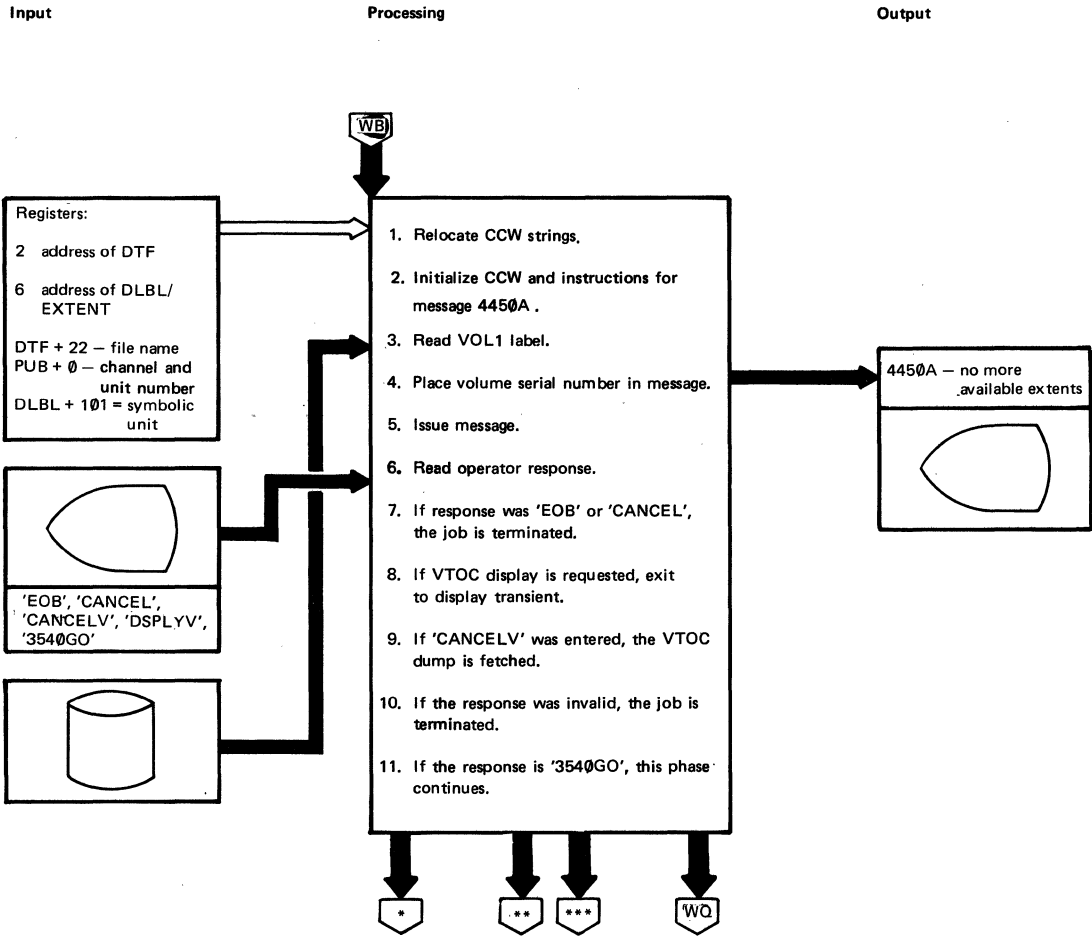 Input
Processing
Output
WB
Registers:
2 address of DTF
6 address of DLBL/
EXTENT
DTF + 22 – file name
PUB + 0 – channel and
unit number
DLBL + 101 = symbolic
unit
'EOB', 'CANCEL',
'CANCELV', 'DSPLYV',
'3540GO'
1. Relocate CCW strings.
2. Initialize CCW and instructions for
message 4450A.
3. Read VOL1 label.
4. Place volume serial number in message.
5. Issue message.
6. Read operator response.
7. If response was 'EOB' or 'CANCEL',
the job is terminated.
8. If VTOC display is requested, exit
to display transient.
9. If 'CANCELV' was entered, the VTOC
dump is fetched.
10. If the response was invalid, the job is
terminated.
11. If the response is '3540GO', this phase
continues.
4450A – no more
available extents
*
**
***
WQ